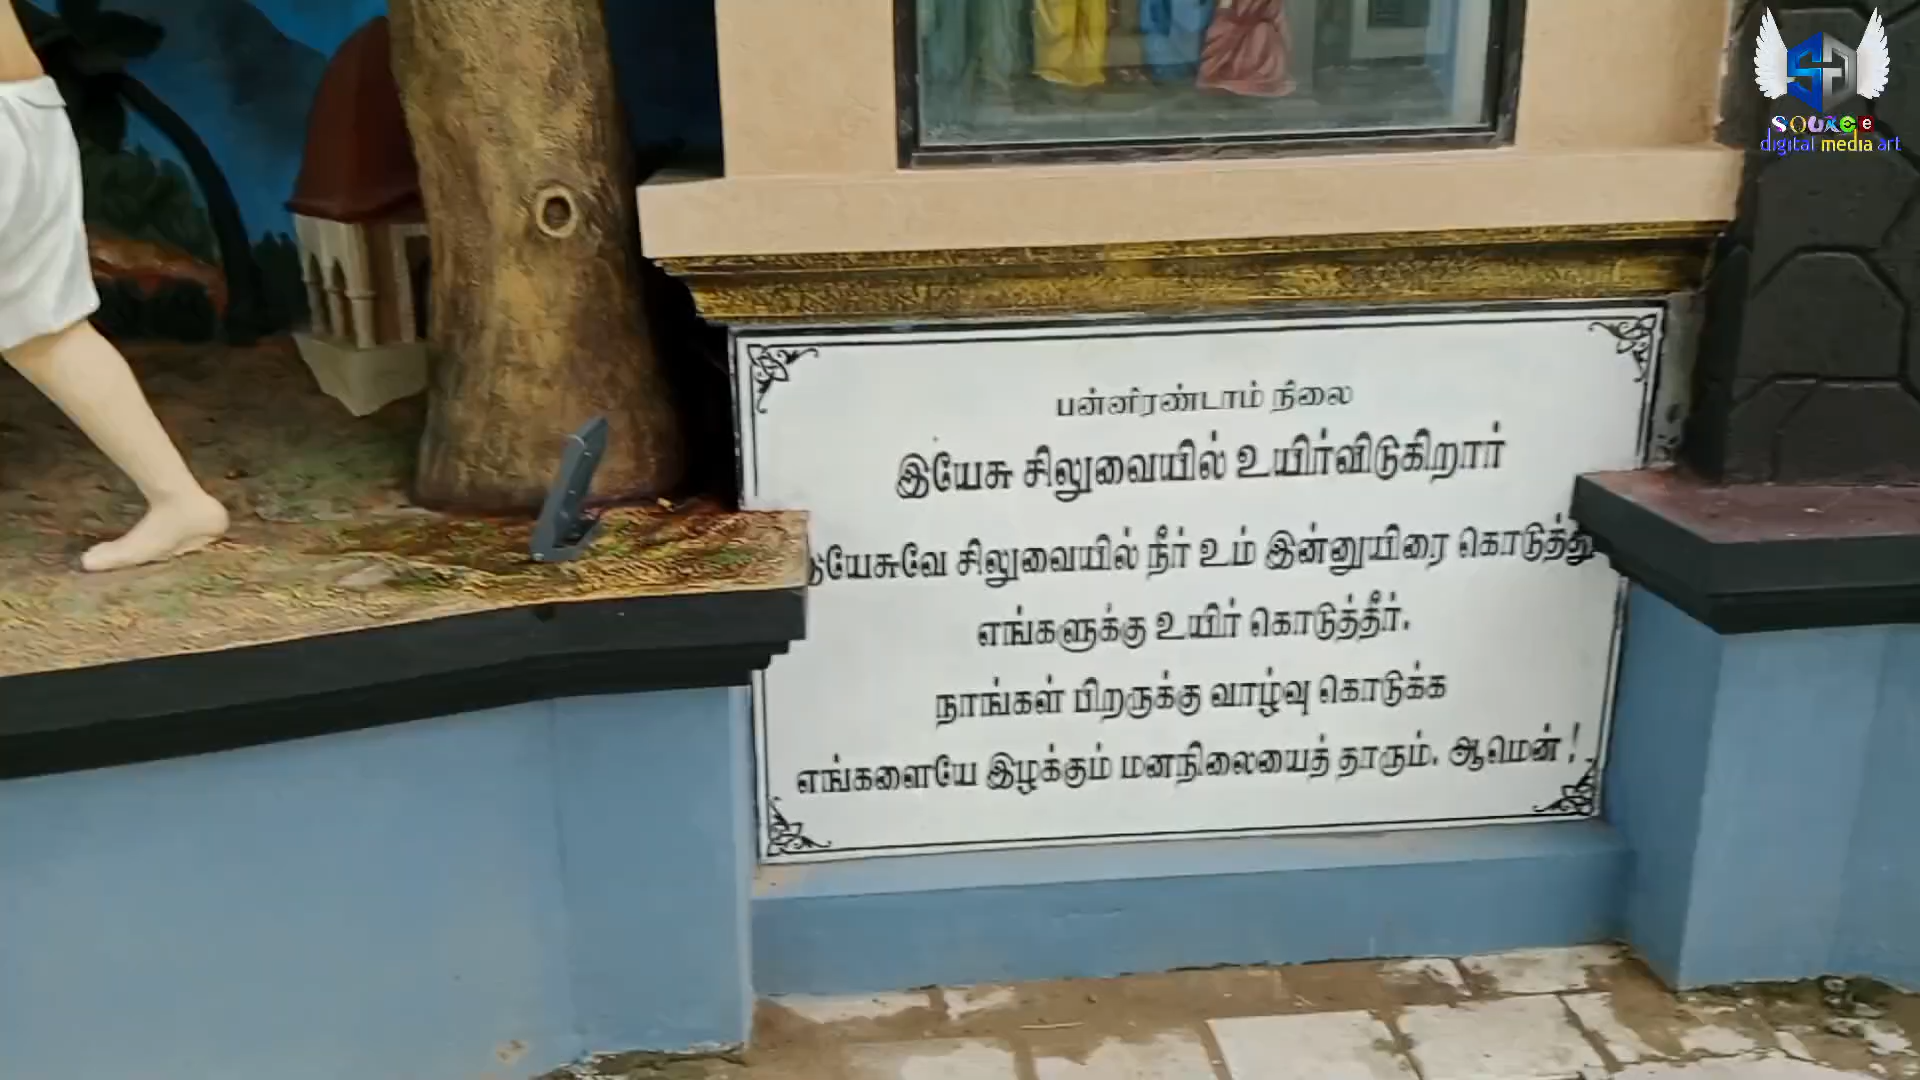 SOURCE
digital media art
பன்னிரண்டாம் நிலை
இயேசு சிலுவையில் உயிர்விடுகிறார்
இயேசுவே சிலுவையில் நீர் உம் இன்னுயிரை கொடுத்து
எங்களுக்கு உயிர் கொடுத்தீர்.
நாங்கள் பிறருக்கு வாழ்வு கொடுக்க
எங்களையே இழக்கும் மனநிலையைத் தாரும். ஆமென்!